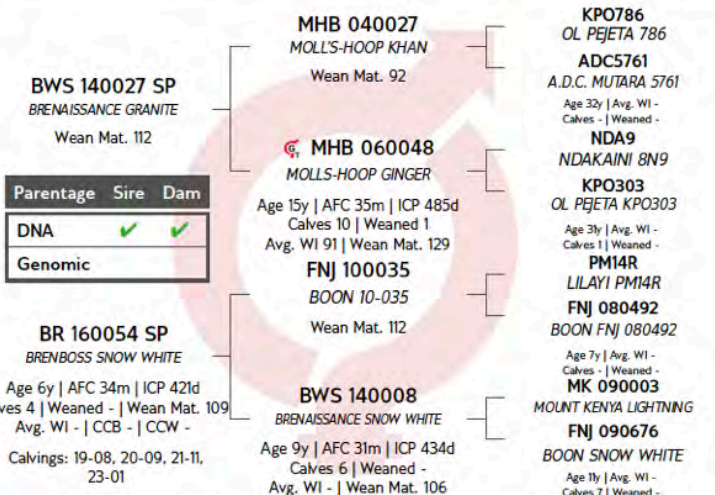 BWS 140027 SP
BRENAISSANCE GRANITE
Wean Mat. 112
Parentage Sire Dam
DNA ✔ ✔
Genomic
BR 160054 SP
BRENBOSS SNOW WHITE
Age 6y | AFC 34m | ICP 421d
ves 4 | Weaned - | Wean Mat. 109
Avg. WI - | CCB - | CCW -
Calvings: 19-08, 20-09, 21-11,
23-01
MHB 040027
MOLL'S-HOOP KHAN
Wean Mat. 92
MHB 060048
MOLLS-HOOP GINGER
Age 15y | AFC 35m | ICP 485d
Calves 10 | Weaned 1
Avg. WI 91 | Wean Mat. 129
FNJ 100035
BOON 10-035
Wean Mat. 112
BWS 140008
BRENAISSANCE SNOW WHITE
Age 9y | AFC 31m | ICP 434d
Calves 6 | Weaned -
Avg. WI - | Wean Mat. 106
KPO786
OL PEJETA 786
ADC5761
A.D.C. MUTARA 5761
Age 32y | Avg. WI -
Calves - | Weaned -
NDA9
NDAKAINI 8N9
KPO303
OL PEJETA KPO303
Age 31y | Avg. WI -
Calves 1 | Weaned -
PM14R
LILAYI PM14R
FNJ 080492
BOON FNJ 080492
Age 7y | Avg. WI -
Calves - | Weaned -
MK 090003
MOUNT KENYA LIGHTNING
FNJ 090676
BOON SNOW WHITE
Age 11y | Avg. WI -
Calves 7 | Weaned -